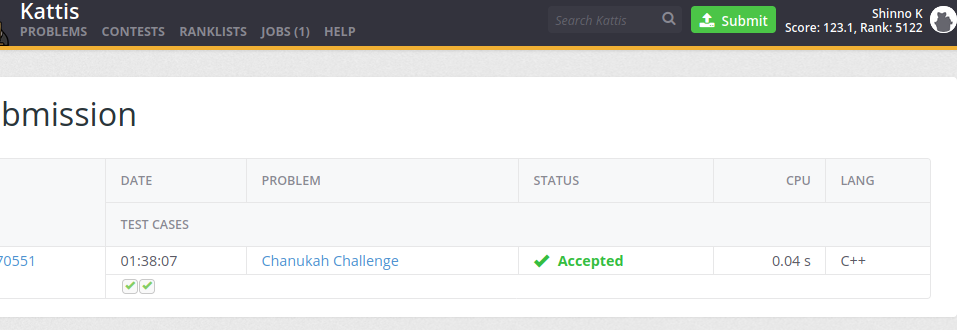 Kattis
PROBLEMS CONTESTS RANKLISTS JOBS (1) HELP
Search Kattis
Submit
Shinno K
Score: 123.1, Rank: 5122
bmission
DATE PROBLEM STATUS CPU LANG
TEST CASES
70551 01:38:07 Chanukah Challenge Accepted 0.04 s C++